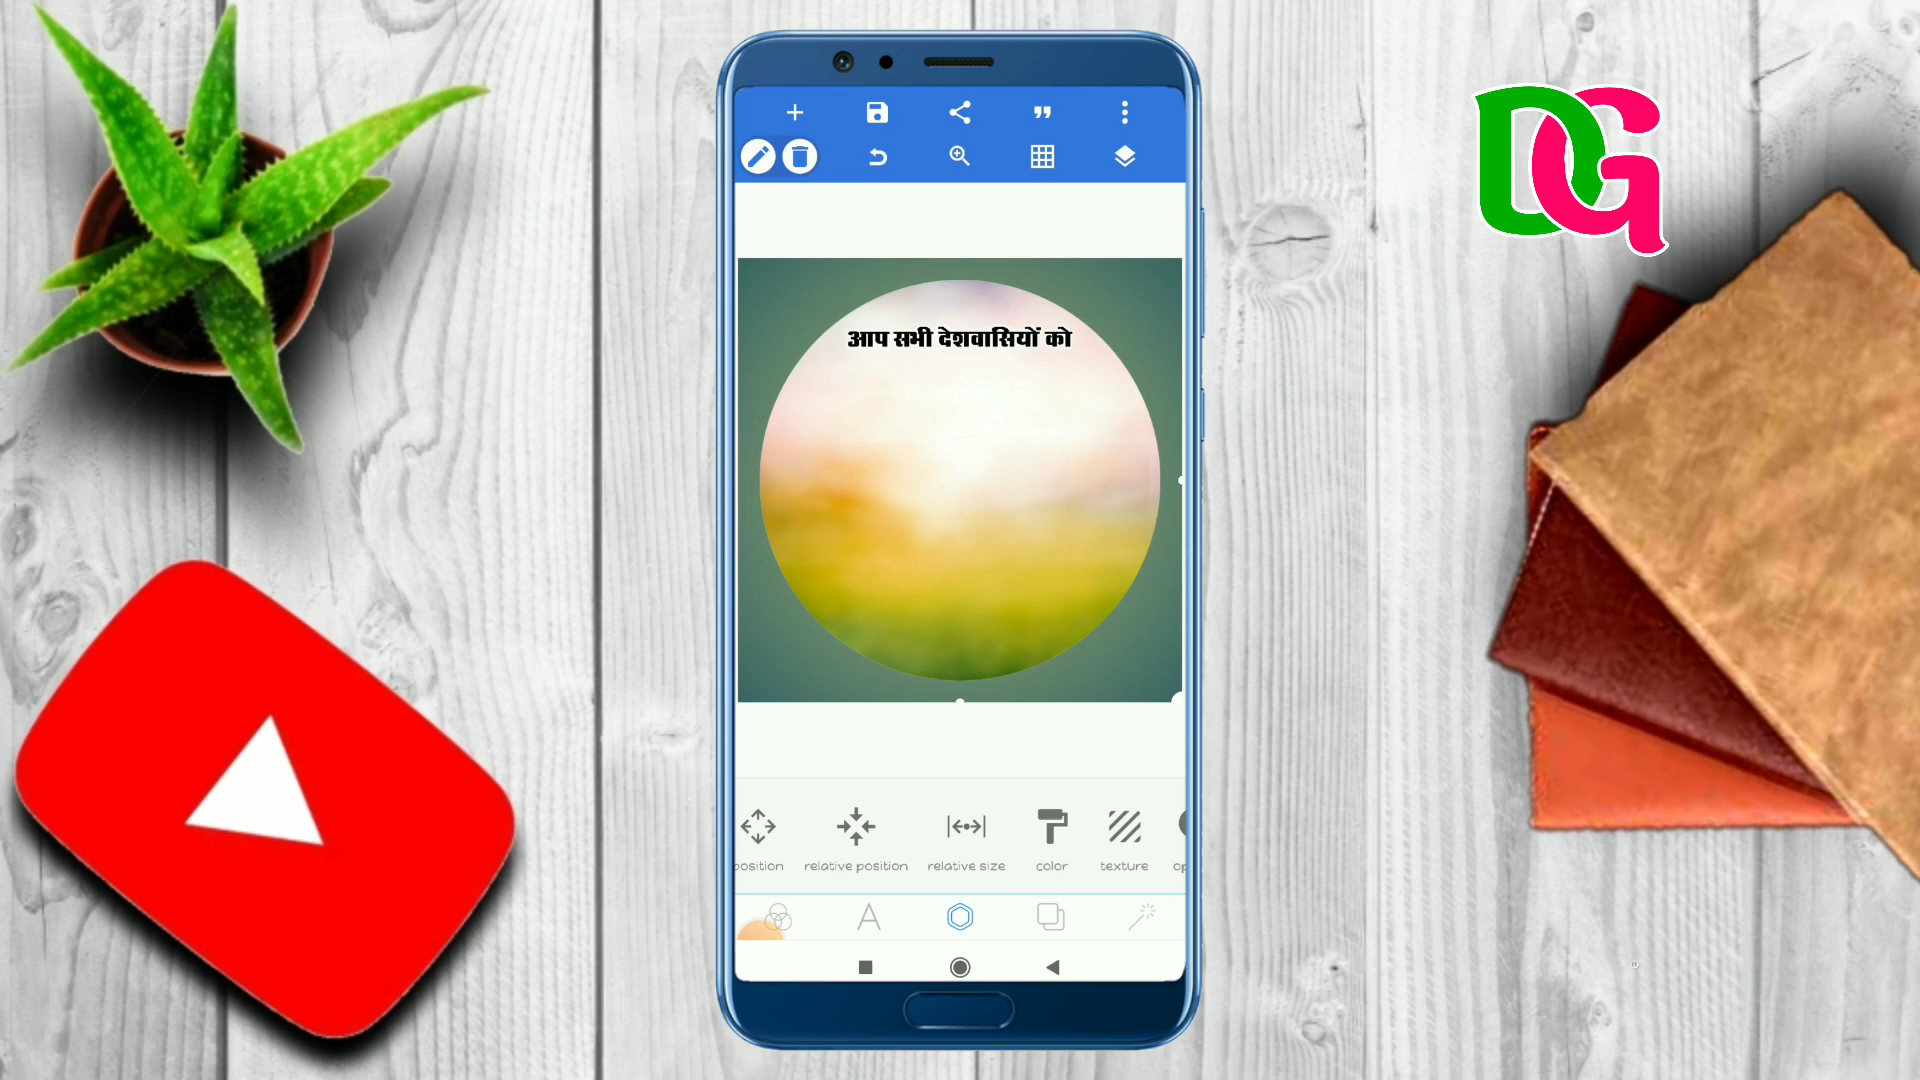 DG
आप सभी देशवासियों को
position
relative position
relative size
color
texture